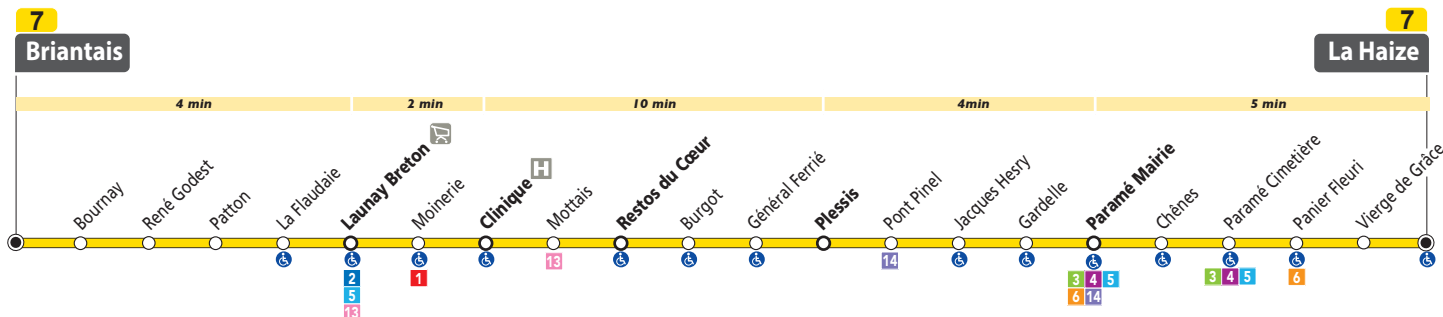 7
Briantais
7
La Haize
4 min
2 min
10 min
4min
5 min
Bournay
René Godest
Patton
La Flaudaie
Launay Breton
Moinerie
Clinique
H
Mottais
Restos du Cœur
Burgot
Général Ferrié
Plessis
Pont Pinel
Jacques Hesry
Gardelle
Paramé Mairie
Chênes
Paramé Cimetière
Panier Fleuri
Vierge de Grâce
2
5
13
1
13
14
3 4 5
6 14
3 4 5
6